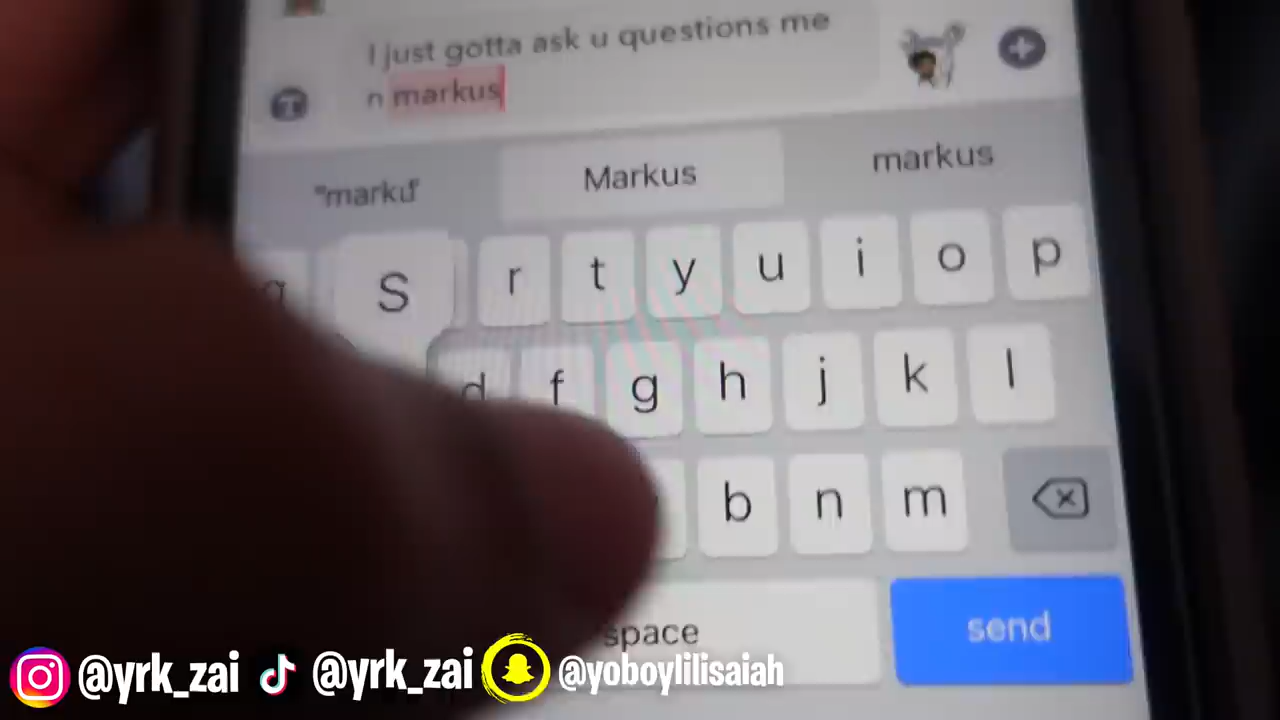 I just gotta ask u questions me
n markus
"marku" Markus markus
q S r t y u i o p
d f g h j k l
b n m
space send
@yrk_zai @yrk_zai @yoboylilisaiah